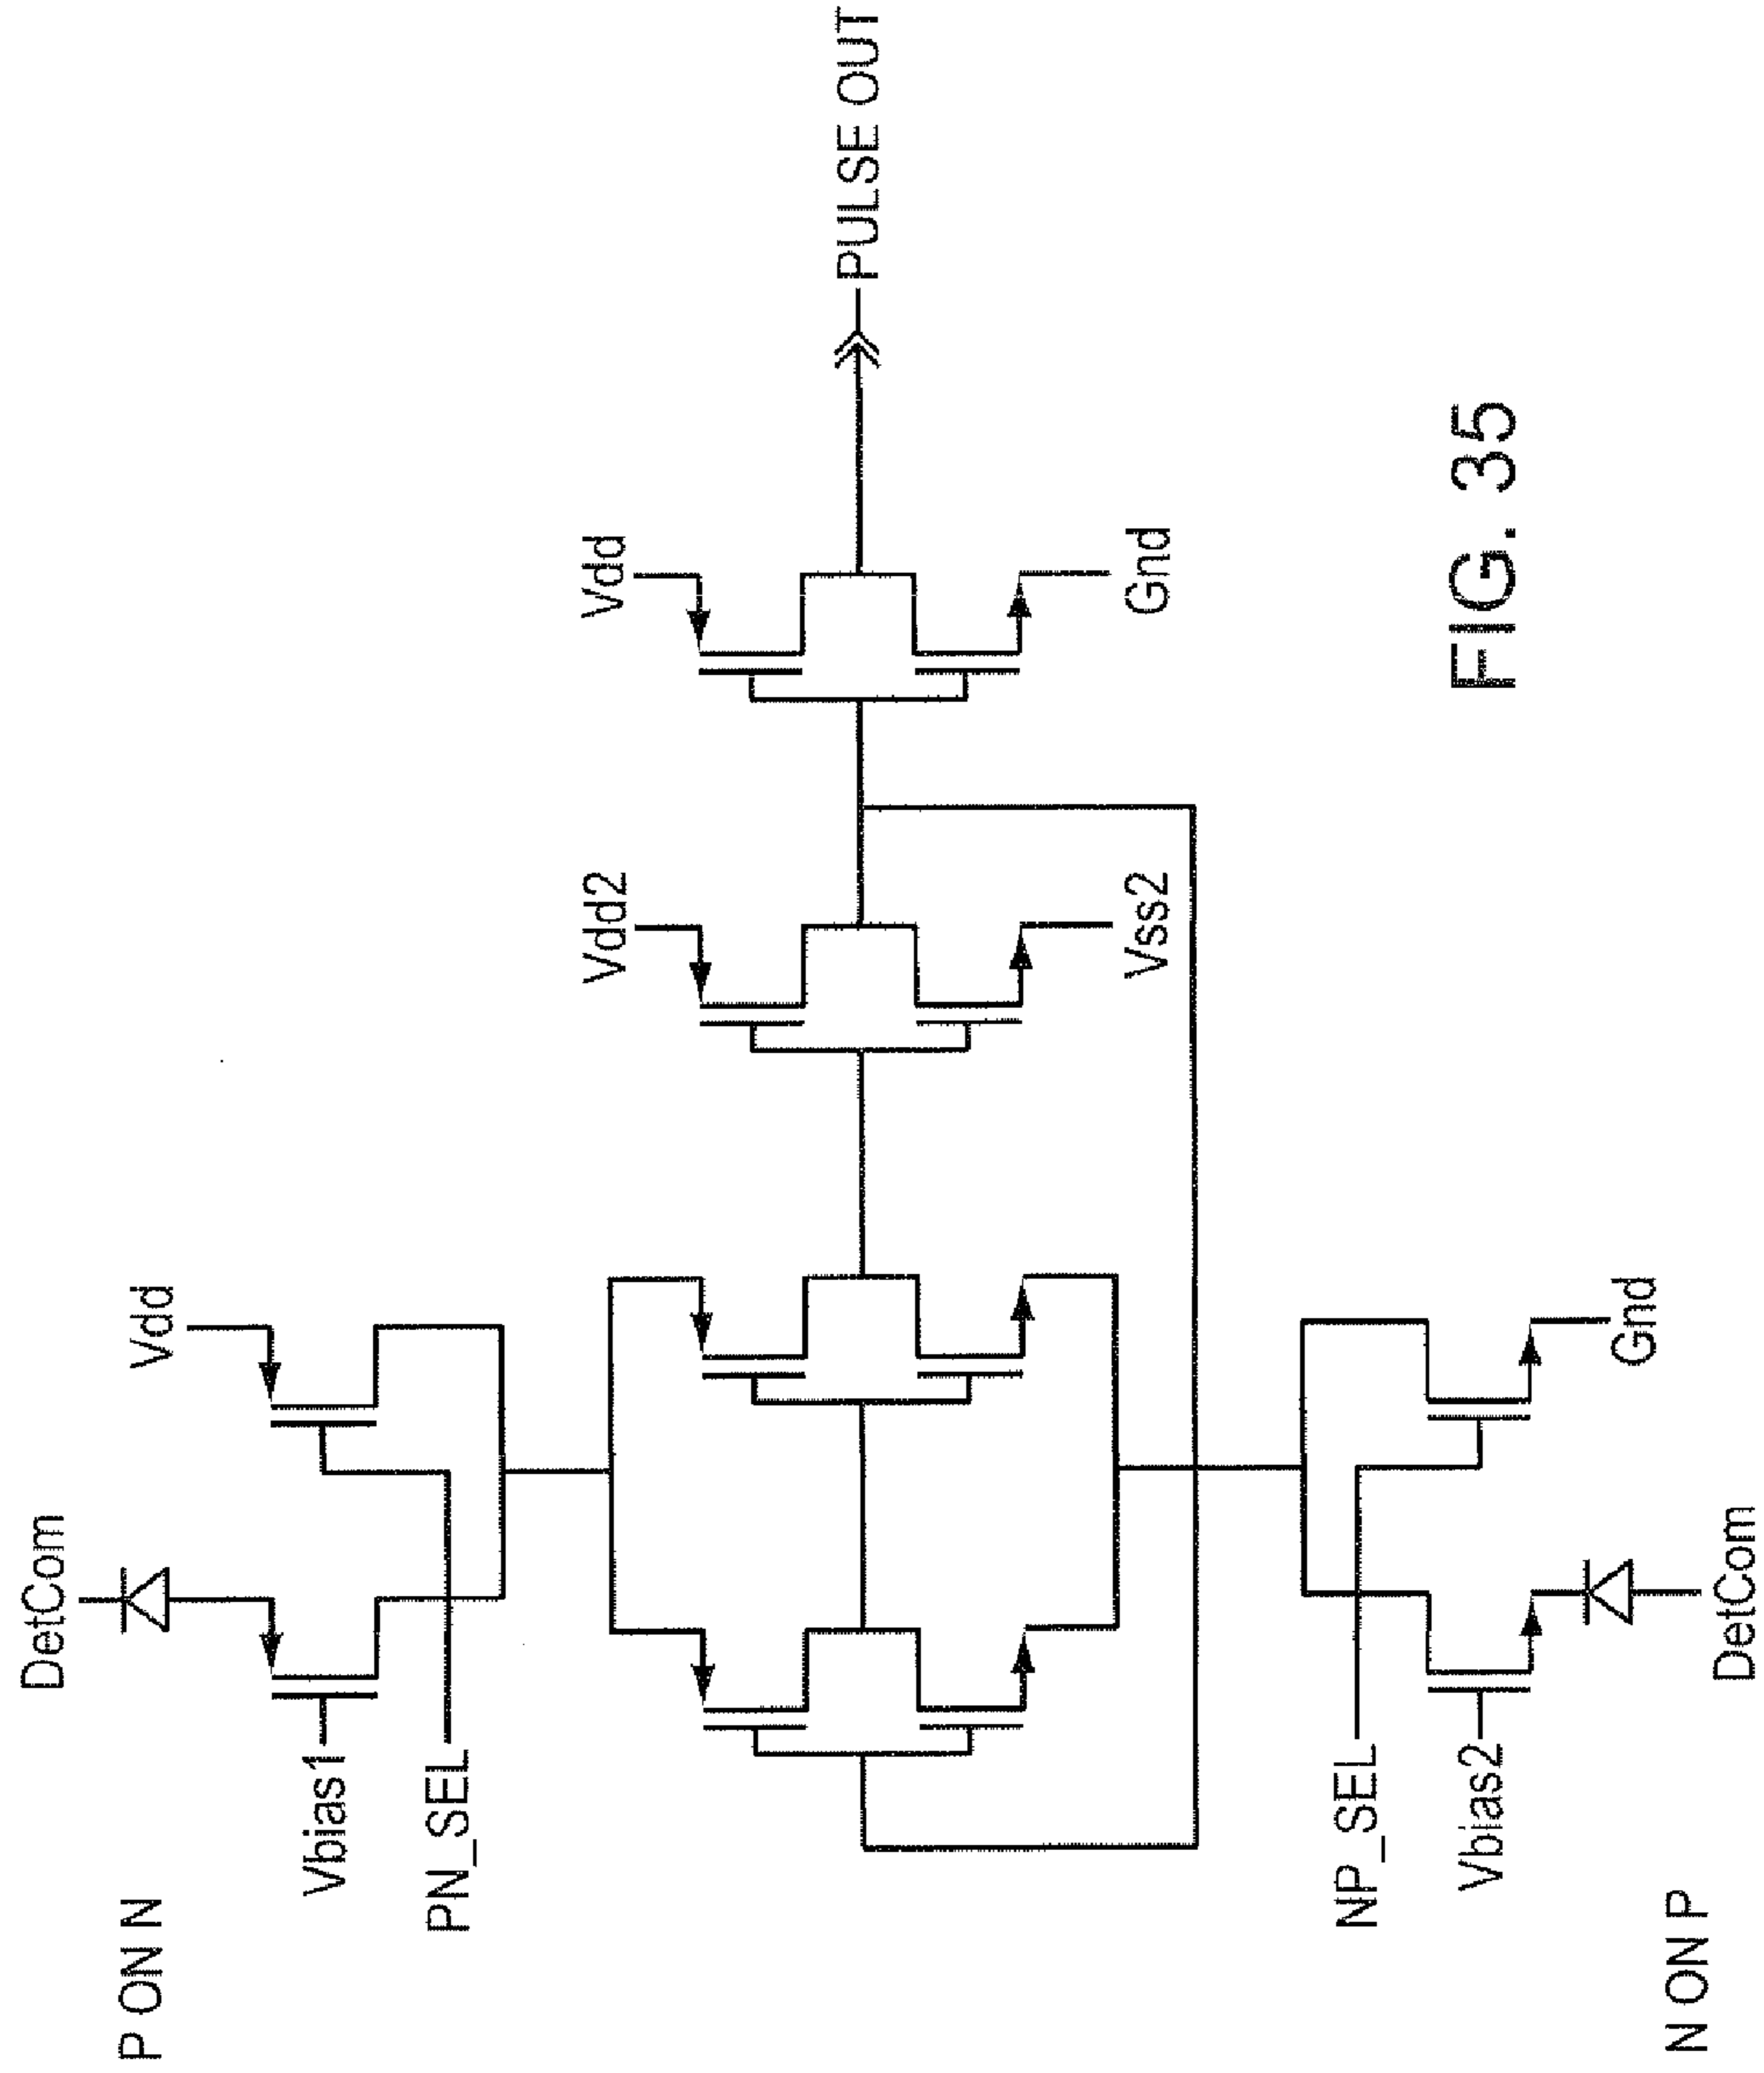 P ON N
DetCom
Vdd
Vbias1
PN_SEL
Vdd2
Vdd
PULSE OUT
Vss2
Gnd
NP_SEL
Vbias2
Gnd
DetCom
N ON P
FIG. 35